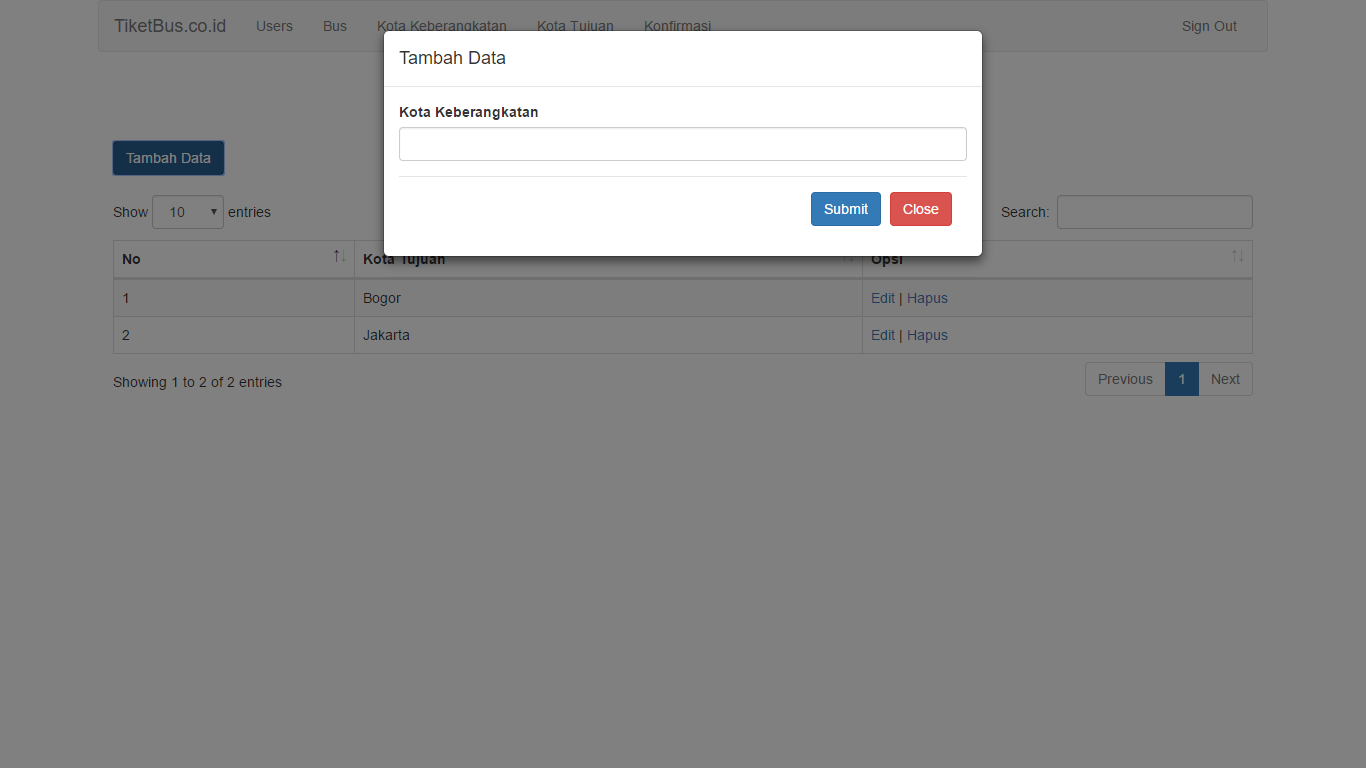 TiketBus.co.id Users Bus Kota Keberangkatan Kota Tujuan Konfirmasi Sign Out
Tambah Data
Kota Keberangkatan
Submit Close
Tambah Data
Show 10 entries Search:
No Kota Tujuan Opsi
1 Bogor Edit | Hapus
2 Jakarta Edit | Hapus
Showing 1 to 2 of 2 entries Previous 1 Next